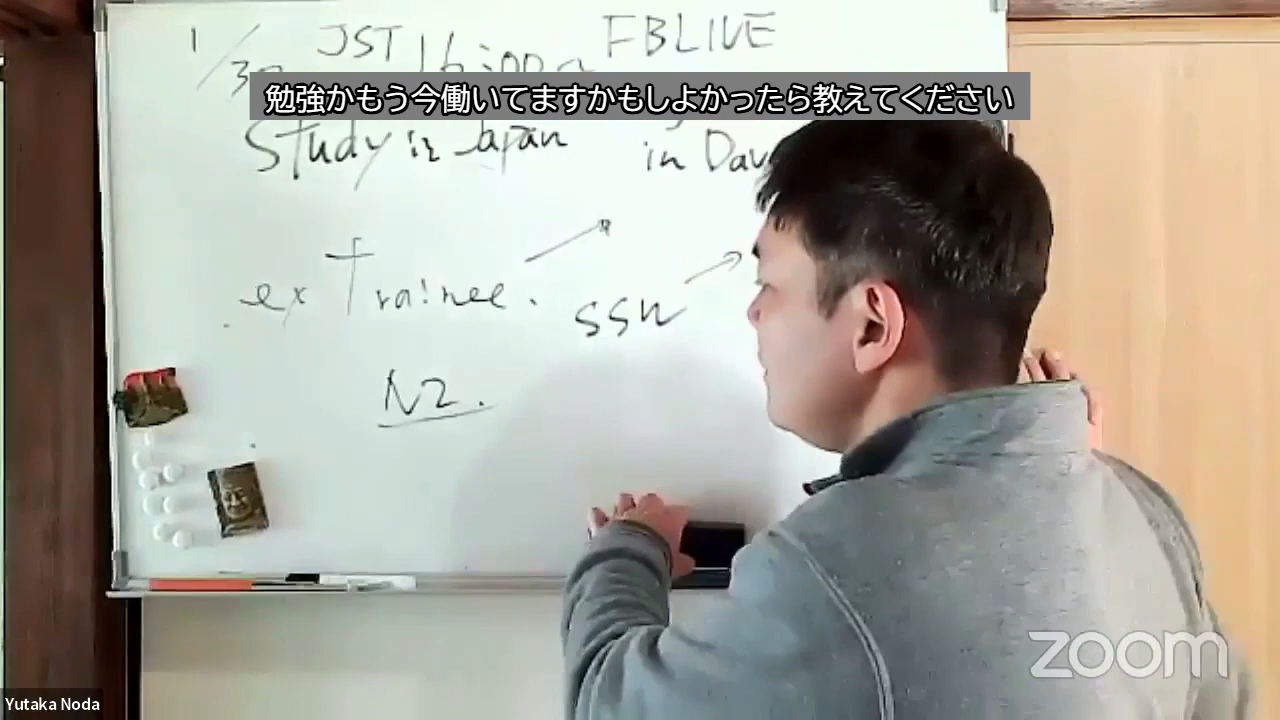 1/30 JST 16:00~ FBLIVE
勉強かもう今働いてますかもしよかったら教えてください
Study in Japan in Dav
ex Trainee. SSW
N2.
zoom
Yutaka Noda